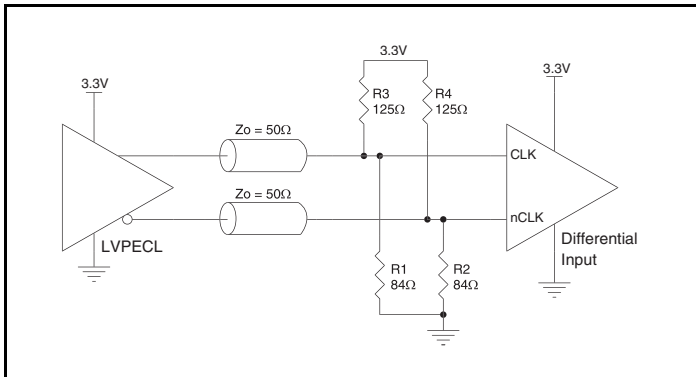 3.3V
3.3V
3.3V
R3
125Ω
R4
125Ω
Zo = 50Ω
CLK
Zo = 50Ω
nCLK
LVPECL
Differential
Input
R1
84Ω
R2
84Ω